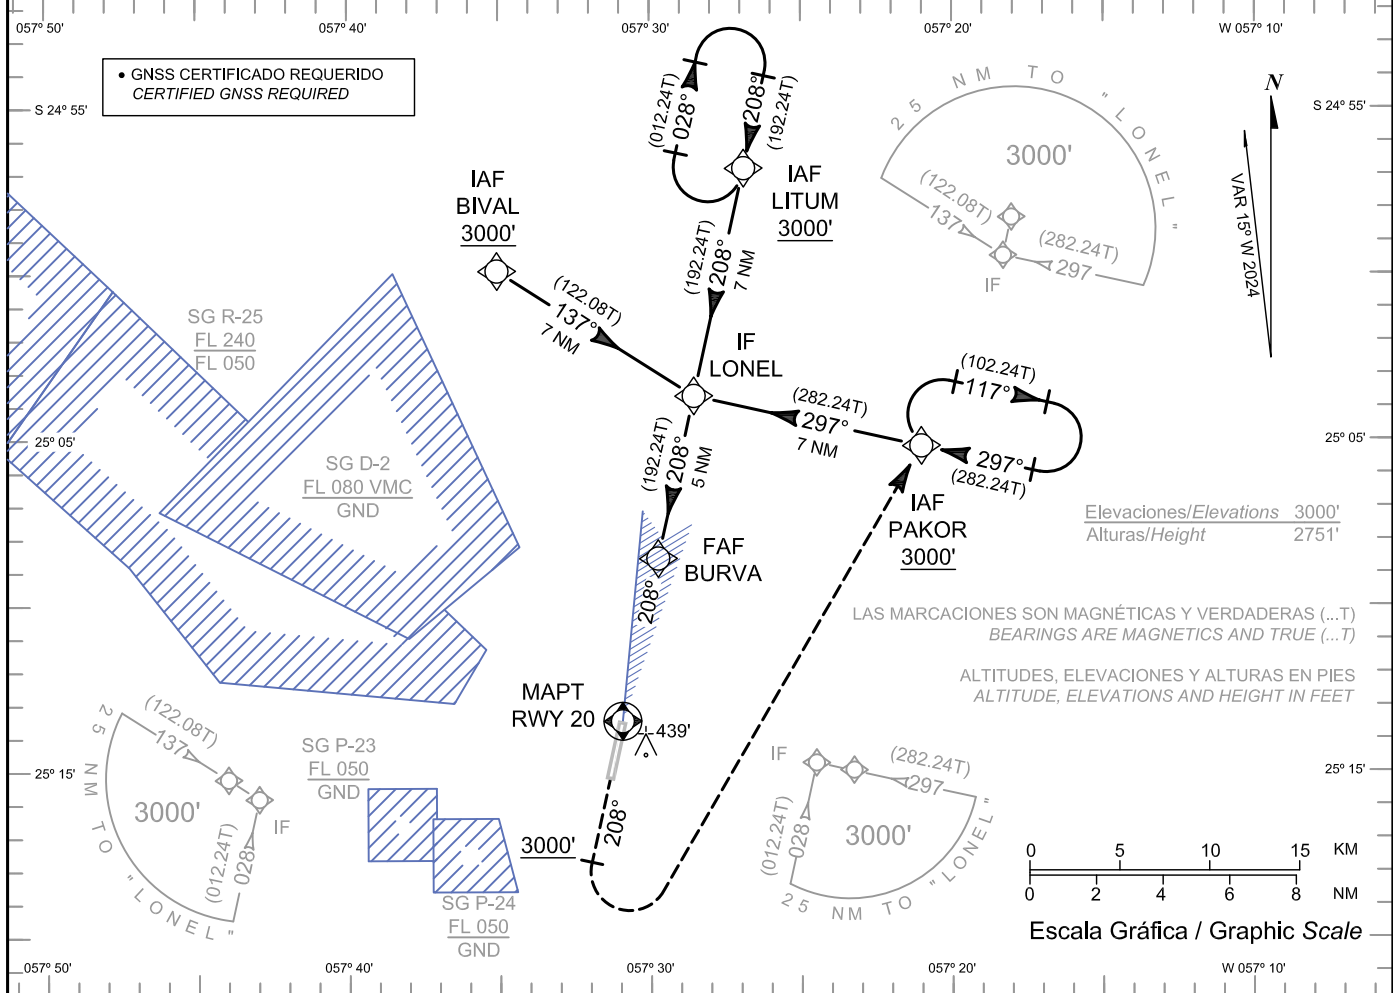 057° 50'
057° 40'
057° 30'
057° 20'
W 057° 10'
• GNSS CERTIFICADO REQUERIDO
CERTIFIED GNSS REQUIRED
S 24° 55'
S 24° 55'
(012.24T)
028°
208°
(192.24T)
25 NM TO "LONEL"
3000'
(122.08T)
137
(282.24T)
297
IF
N
VAR 15° W 2024
IAF
BIVAL
3000'
IAF
LITUM
3000'
(192.24T)
208°
7 NM
(122.08T)
137°
7 NM
IF
LONEL
SG R-25
FL 240
FL 050
(282.24T)
297°
7 NM
(102.24T)
117°
297°
(282.24T)
25° 05'
25° 05'
(192.24T)
208°
5 NM
SG D-2
FL 080 VMC
GND
IAF
PAKOR
3000'
Elevaciones/Elevations 3000'
Alturas/Height 2751'
FAF
BURVA
208°
LAS MARCACIONES SON MAGNÉTICAS Y VERDADERAS (...T)
BEARINGS ARE MAGNETICS AND TRUE (...T)
ALTITUDES, ELEVACIONES Y ALTURAS EN PIES
ALTITUDE, ELEVATIONS AND HEIGHT IN FEET
MAPT
RWY 20
439'
(122.08T)
137
3000'
IF
(012.24T)
028
25 NM TO "LONEL"
SG P-23
FL 050
GND
IF
(282.24T)
297
(012.24T)
028
3000'
25 NM TO "LONEL"
25° 15'
25° 15'
208°
3000'
SG P-24
FL 050
GND
0 5 10 15 KM
0 2 4 6 8 NM
Escala Gráfica / Graphic Scale
057° 50'
057° 40'
057° 30'
057° 20'
W 057° 10'